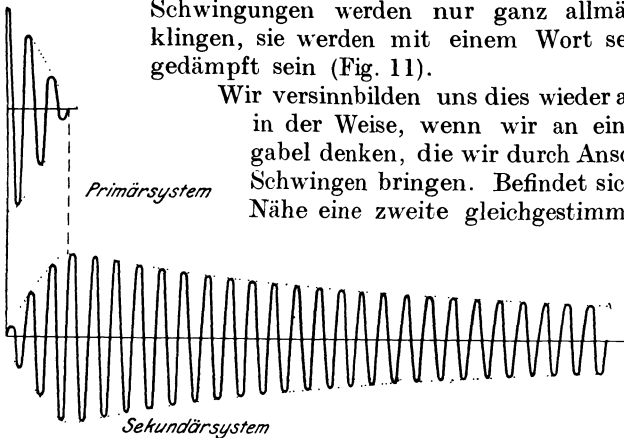 Schwingungen werden nur ganz allmä
klingen, sie werden mit einem Wort se
gedämpft sein (Fig. 11).
Wir versinnbilden uns dies wieder a
in der Weise, wenn wir an ein
gabel denken, die wir durch Ansc
Schwingen bringen. Befindet sic
Nähe eine zweite gleichgestimm
Primärsystem
Sekundärsystem